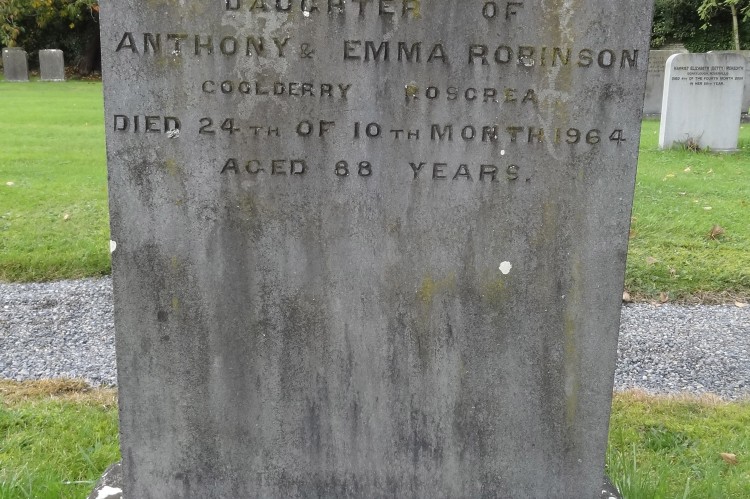 DAUGHTER OF
ANTHONY & EMMA ROBINSON
COOLDERRY ROSCREA
DIED 24TH OF 10TH MONTH 1964
AGED 88 YEARS.